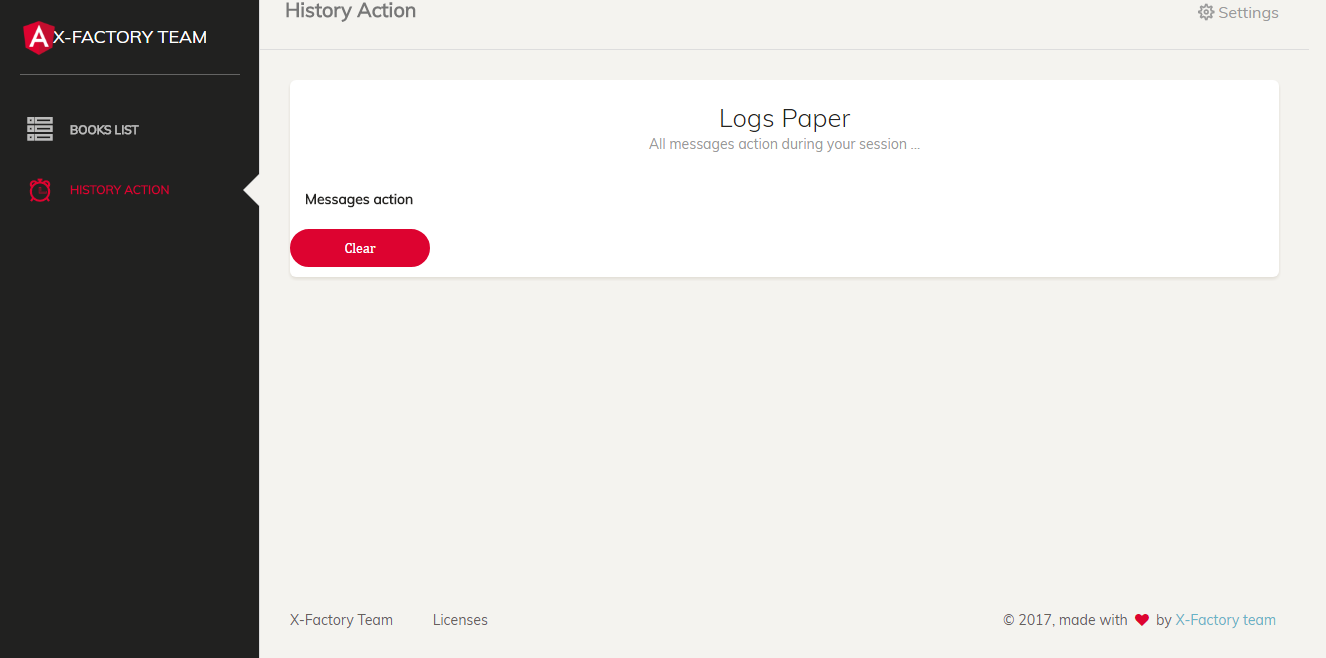 X-FACTORY TEAM
BOOKS LIST
HISTORY ACTION
History Action
Settings
Logs Paper
All messages action during your session ...
Messages action
Clear
X-Factory Team
Licenses
© 2017, made with ♥ by X-Factory team